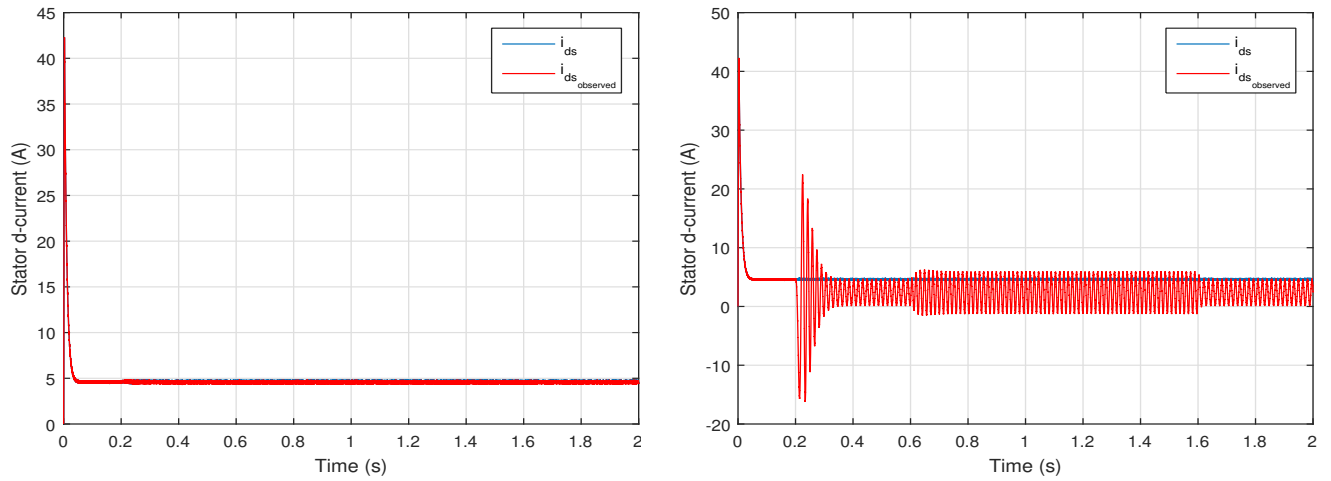 45
40
35
30
25
20
15
10
5
0
Stator d-current (A)
i_ds
i_ds_observed
0 0.2 0.4 0.6 0.8 1 1.2 1.4 1.6 1.8 2
Time (s)
50
40
30
20
10
0
-10
-20
Stator d-current (A)
i_ds
i_ds_observed
0 0.2 0.4 0.6 0.8 1 1.2 1.4 1.6 1.8 2
Time (s)